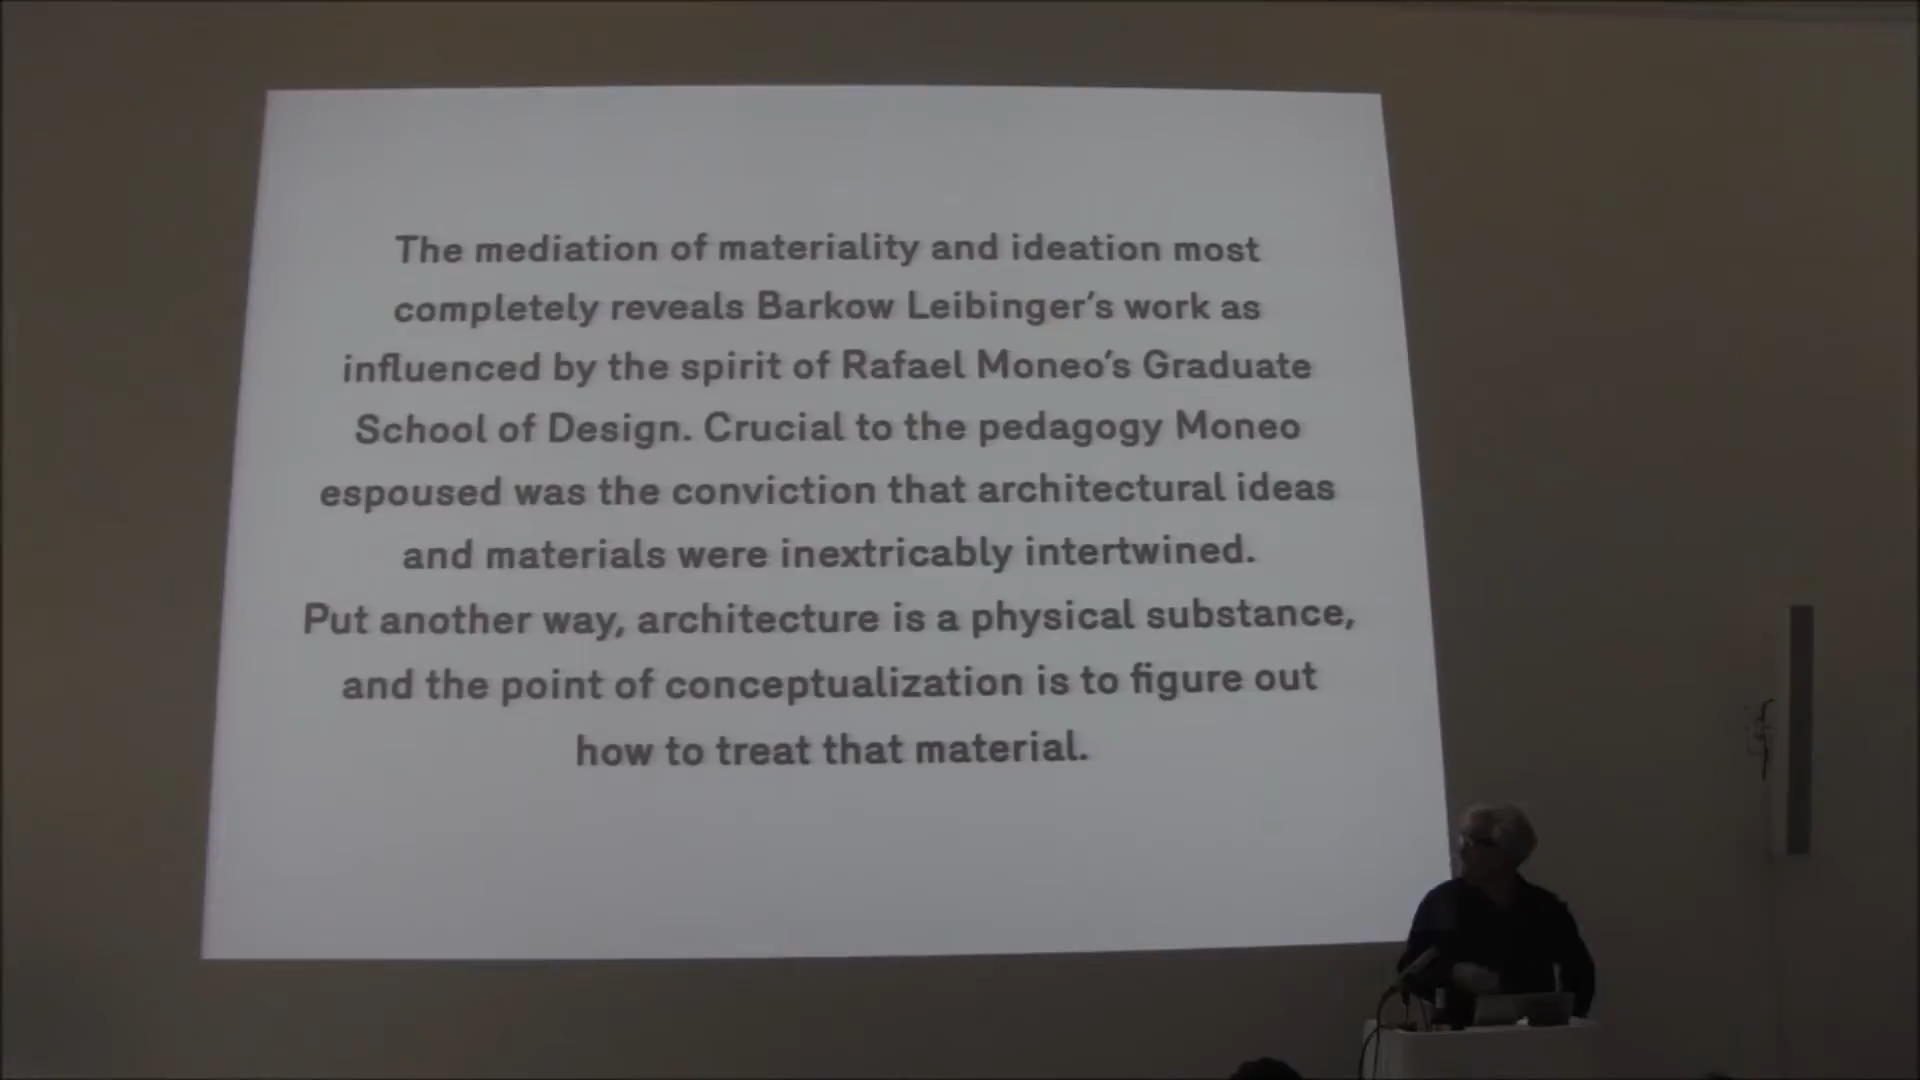 The mediation of materiality and ideation most
completely reveals Barkow Leibinger's work as
influenced by the spirit of Rafael Moneo's Graduate
School of Design. Crucial to the pedagogy Moneo
espoused was the conviction that architectural ideas
and materials were inextricably intertwined.
Put another way, architecture is a physical substance,
and the point of conceptualization is to figure out
how to treat that material.